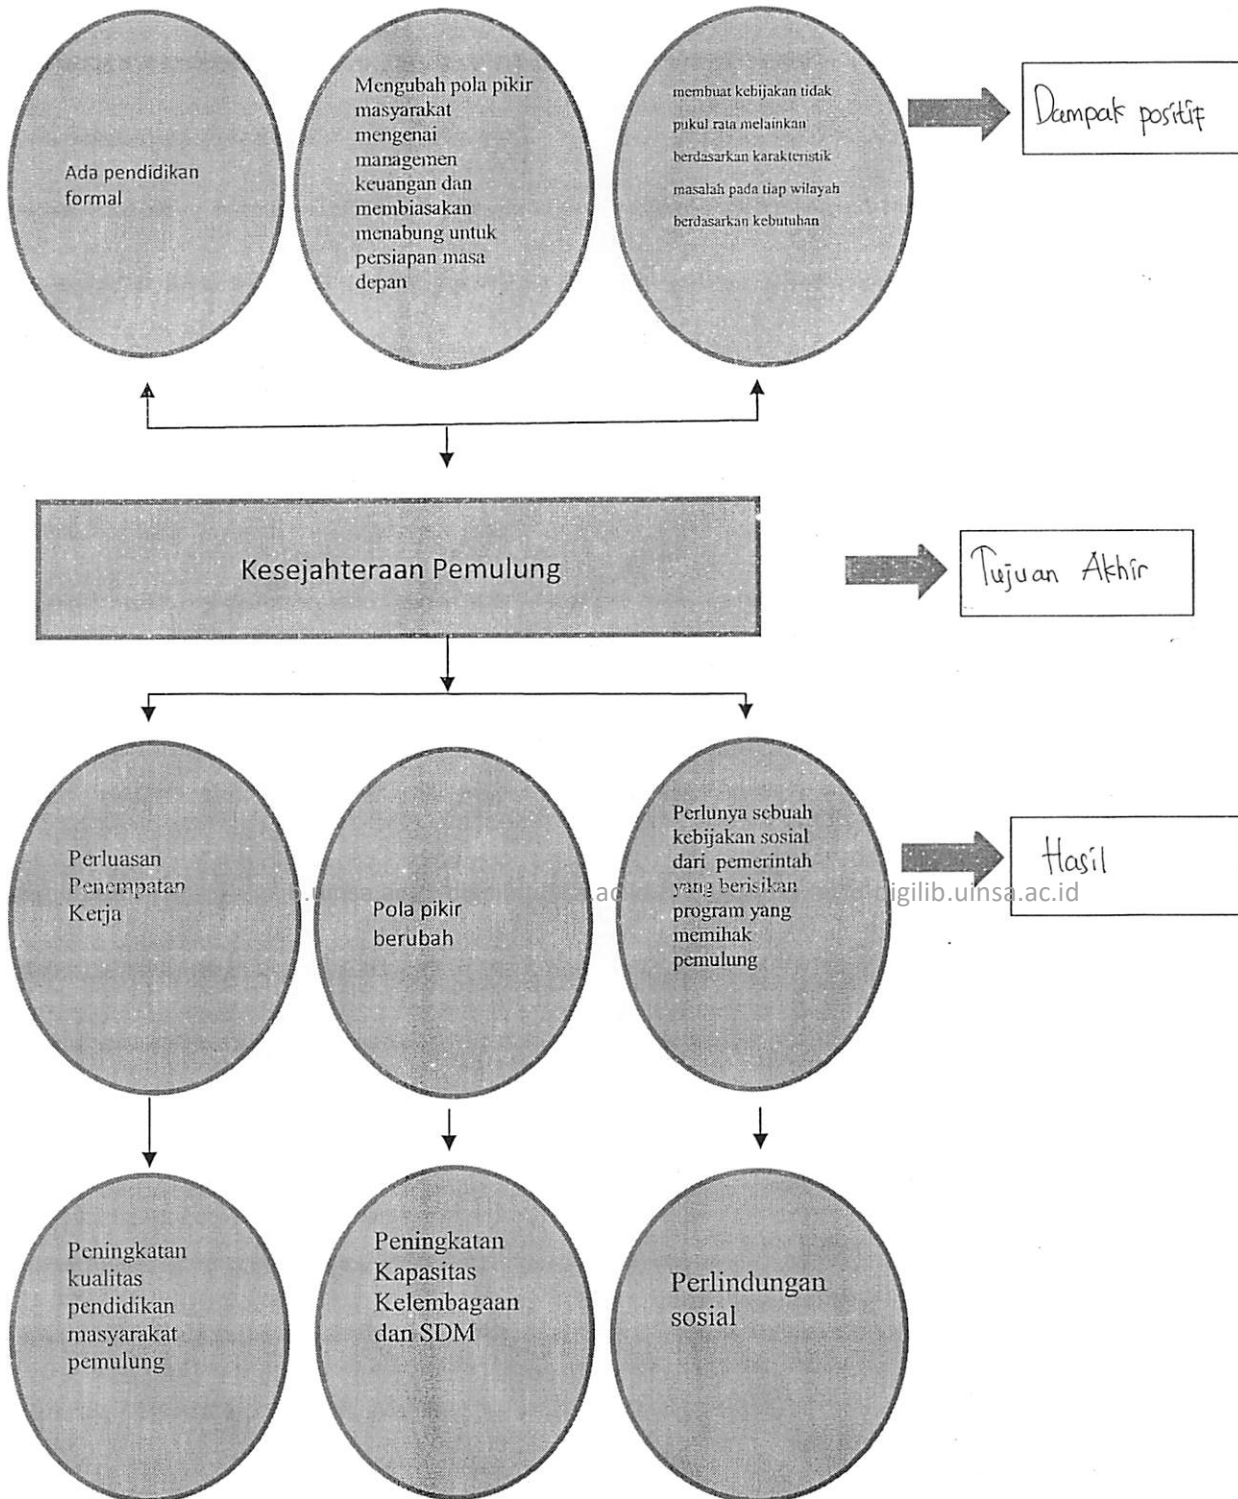 Ada pendidikan
formal
Mengubah pola pikir
masyarakat
mengenai
managemen
keuangan dan
membiasakan
menabung untuk
persiapan masa
depan
membuat kebijakan tidak
pukul rata melainkan
berdasarkan karakteristik
masalah pada tiap wilayah
berdasarkan kebutuhan
Dampak positif
Kesejahteraan Pemulung
Tujuan Akhir
Perluasan
Penempatan
Kerja
Pola pikir
berubah
Perlunya sebuah
kebijakan sosial
dari pemerintah
yang berisikan
program yang
memihak
pemulung
Hasil
digilib.uinsa.ac.id
Peningkatan
kualitas
pendidikan
masyarakat
pemulung
Peningkatan
Kapasitas
Kelembagaan
dan SDM
Perlindungan
sosial